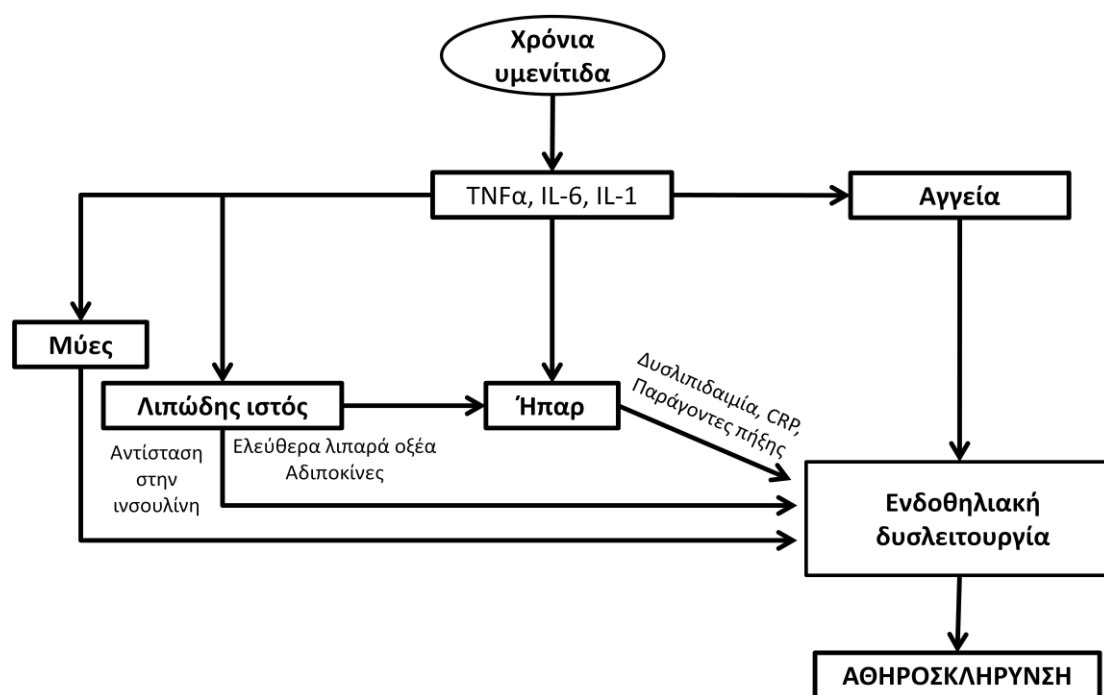 Χρόνια
υμενίτιδα
TNFα, IL-6, IL-1
Αγγεία
Μύες
Λιπώδης ιστός
Ήπαρ
Δυσλιπιδαιμία, CRP,
Παράγοντες πήξης
Αντίσταση
στην
ινσουλίνη
Ελεύθερα λιπαρά οξέα
Αδιποκίνες
Ενδοθηλιακή
δυσλειτουργία
ΑΘΗΡΟΣΚΛΗΡΥΝΣΗ